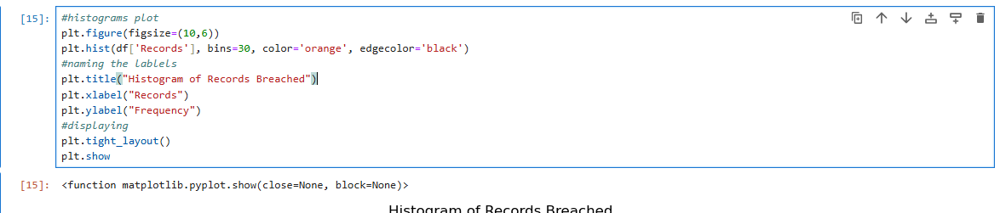 [15]: #histograms plot
plt.figure(figsize=(10,6))
plt.hist(df['Records'], bins=30, color='orange', edgecolor='black')
#naming the lablels
plt.title("Histogram of Records Breached")
plt.xlabel("Records")
plt.ylabel("Frequency")
#displaying
plt.tight_layout()
plt.show
[15]: <function matplotlib.pyplot.show(close=None, block=None)>
Histogram of Records Breached